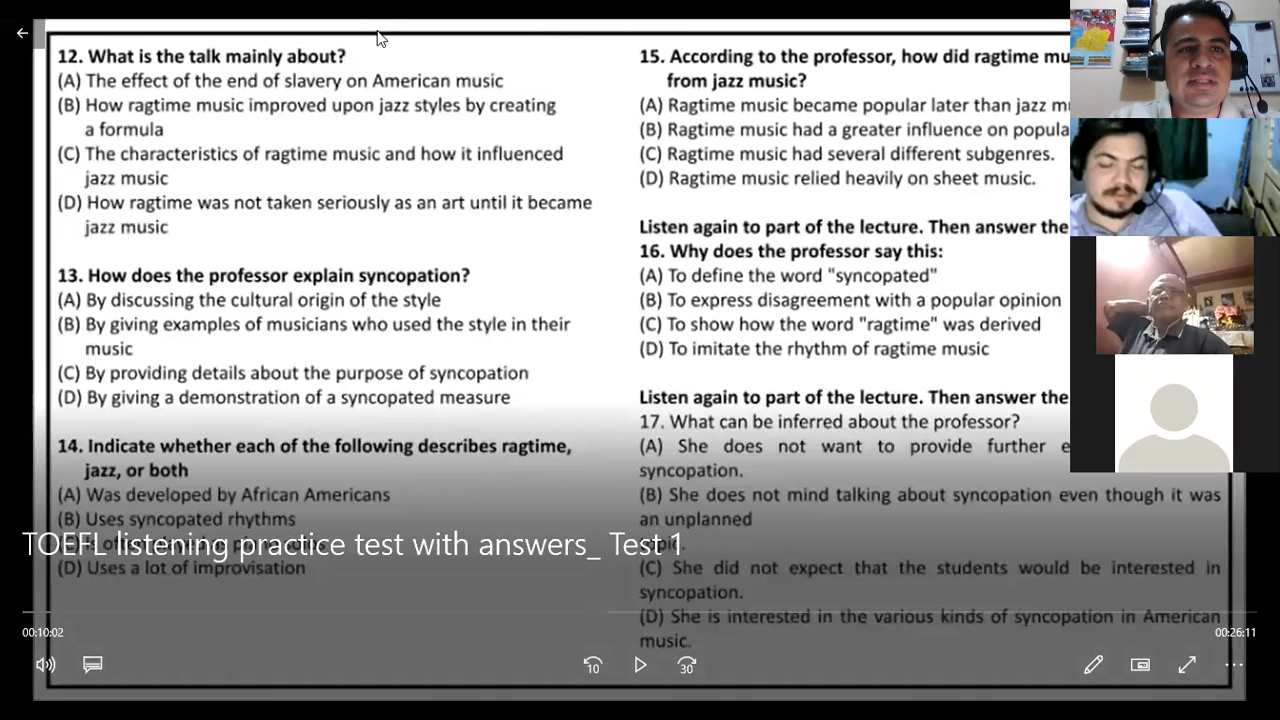 12. What is the talk mainly about?
(A) The effect of the end of slavery on American music
(B) How ragtime music improved upon jazz styles by creating
a formula
(C) The characteristics of ragtime music and how it influenced
jazz music
(D) How ragtime was not taken seriously as an art until it became
jazz music
13. How does the professor explain syncopation?
(A) By discussing the cultural origin of the style
(B) By giving examples of musicians who used the style in their
music
(C) By providing details about the purpose of syncopation
(D) By giving a demonstration of a syncopated measure
14. Indicate whether each of the following describes ragtime,
jazz, or both
(A) Was developed by African Americans
(B) Uses syncopated rhythms
(D) Uses a lot of improvisation
15. According to the professor, how did ragtime mu
from jazz music?
(A) Ragtime music became popular later than jazz m
(B) Ragtime music had a greater influence on popula
(C) Ragtime music had several different subgenres.
(D) Ragtime music relied heavily on sheet music.
Listen again to part of the lecture. Then answer the
16. Why does the professor say this:
(A) To define the word "syncopated"
(B) To express disagreement with a popular opinion
(C) To show how the word "ragtime" was derived
(D) To imitate the rhythm of ragtime music
Listen again to part of the lecture. Then answer the
17. What can be inferred about the professor?
(A) She does not want to provide further e
syncopation.
(B) She does not mind talking about syncopation even though it was
an unplanned
topic.
(C) She did not expect that the students would be interested in
syncopation.
(D) She is interested in the various kinds of syncopation in American
music.
TOEFL listening practice test with answers_ Test 1
00:10:02
00:26:11
10
30